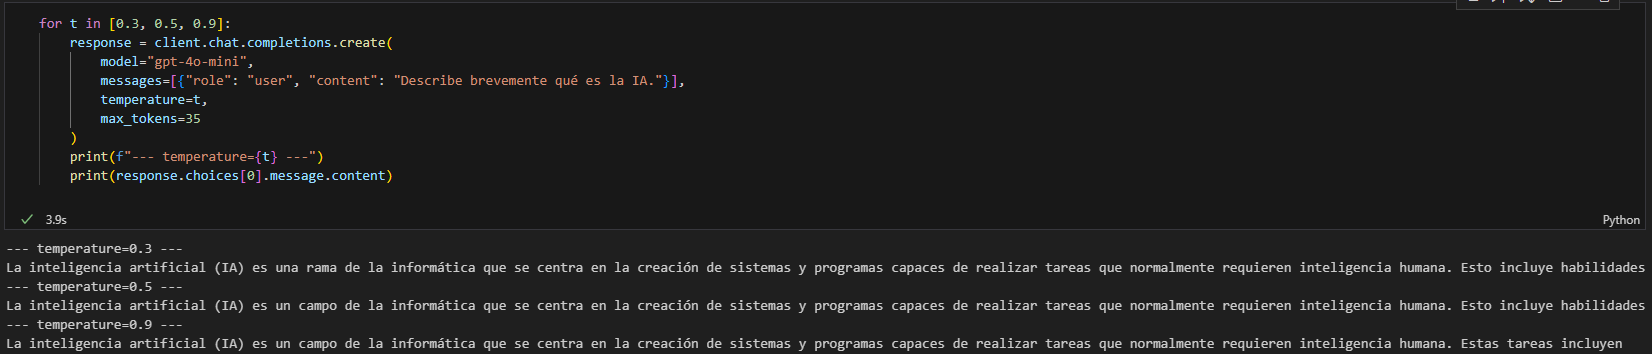 for t in [0.3, 0.5, 0.9]:
    response = client.chat.completions.create(
        model="gpt-4o-mini",
        messages=[{"role": "user", "content": "Describe brevemente qué es la IA."}],
        temperature=t,
        max_tokens=35
    )
    print(f"--- temperature={t} ---")
    print(response.choices[0].message.content)
3.9s
Python
--- temperature=0.3 ---
La inteligencia artificial (IA) es una rama de la informática que se centra en la creación de sistemas y programas capaces de realizar tareas que normalmente requieren inteligencia humana. Esto incluye habilidades
--- temperature=0.5 ---
La inteligencia artificial (IA) es un campo de la informática que se centra en la creación de sistemas y programas capaces de realizar tareas que normalmente requieren inteligencia humana. Esto incluye habilidades
--- temperature=0.9 ---
La inteligencia artificial (IA) es un campo de la informática que se centra en la creación de sistemas y programas capaces de realizar tareas que normalmente requieren inteligencia humana. Estas tareas incluyen